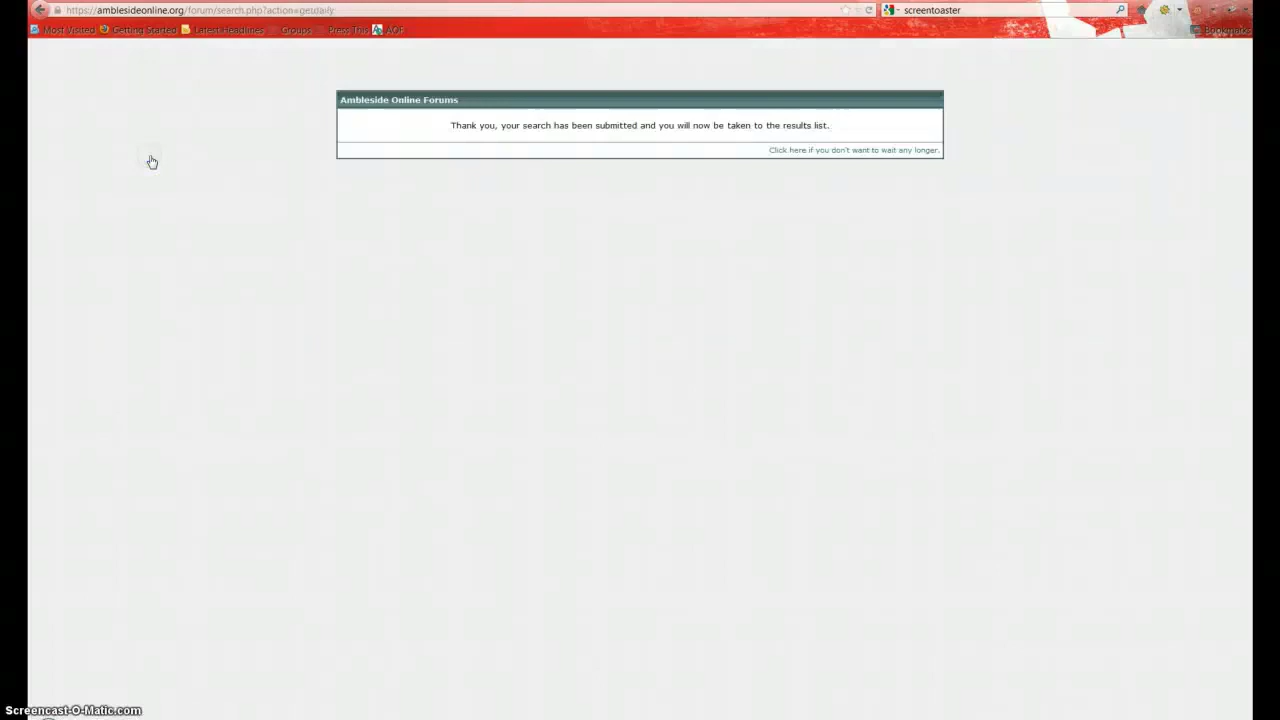 https://amblesideonline.org/forum/search.php?action=getdaily
screentoaster
Most Visited Getting Started Latest Headlines Groups Press This AOF
Bookmarks
Ambleside Online Forums
Thank you, your search has been submitted and you will now be taken to the results list.
Click here if you don't want to wait any longer.
Screencast-O-Matic.com